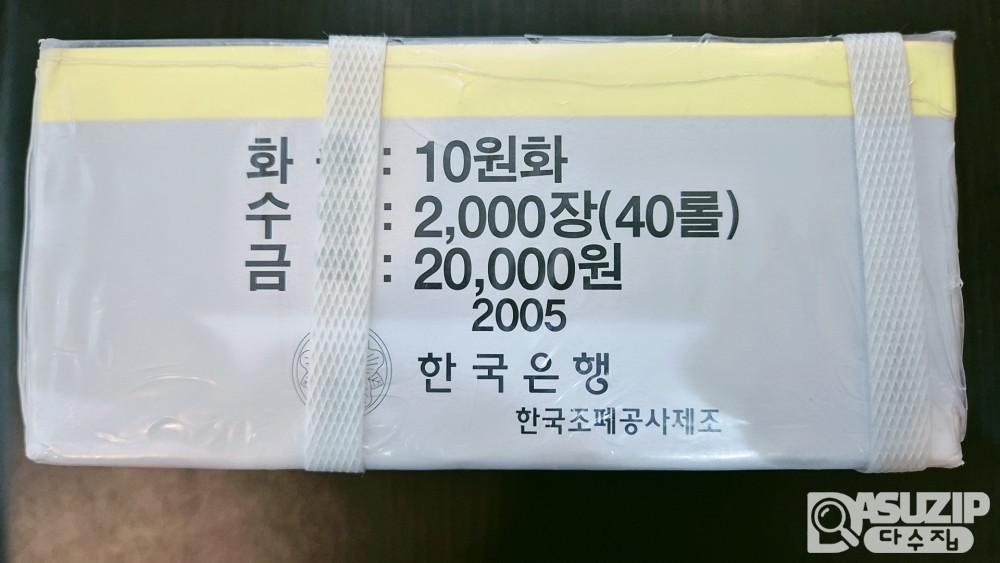 화 : 10원화
수 : 2,000장(40롤)
금 : 20,000원
2005
한국은행
한국조폐공사제조
DASUZIP
다수집